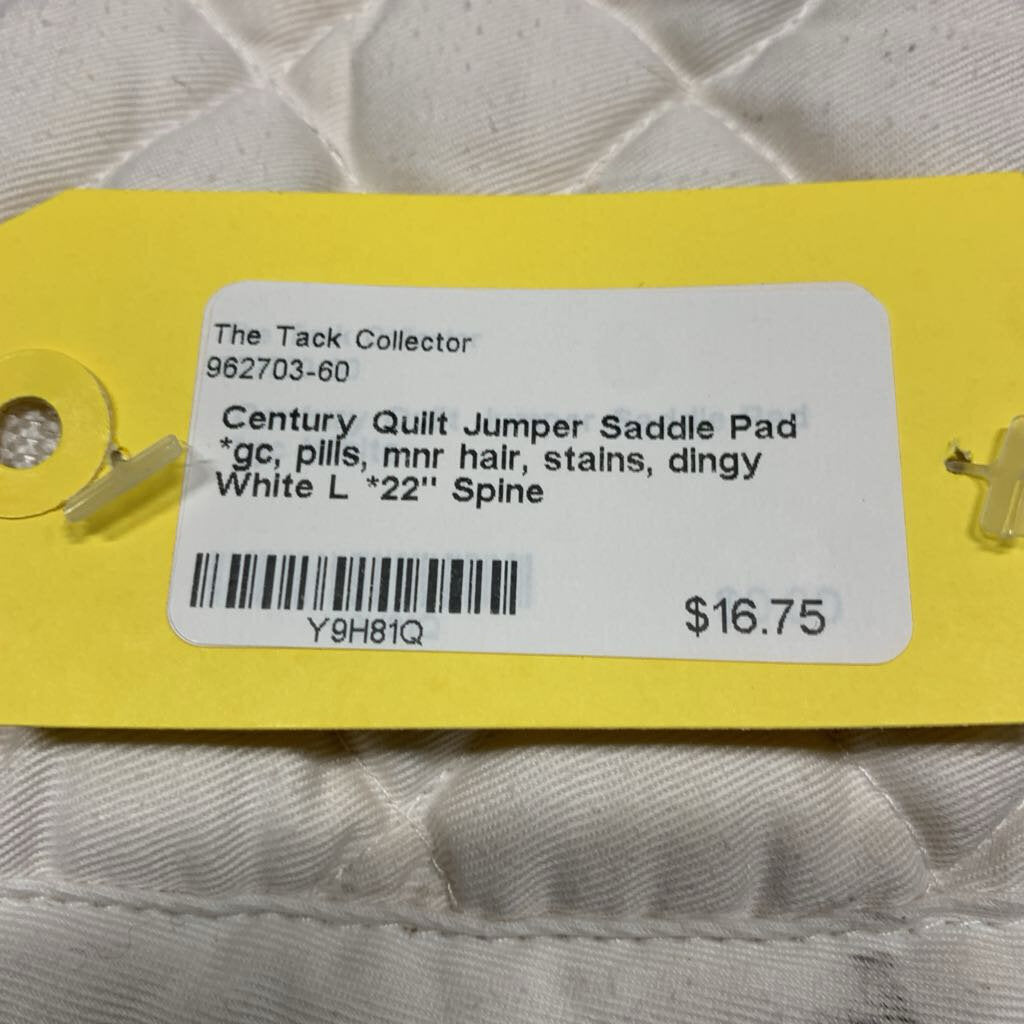 The Tack Collector
962703-60
Century Quilt Jumper Saddle Pad
*gc, pills, mnr hair, stains, dingy
White L *22" Spine
Y9H81Q
$16.75